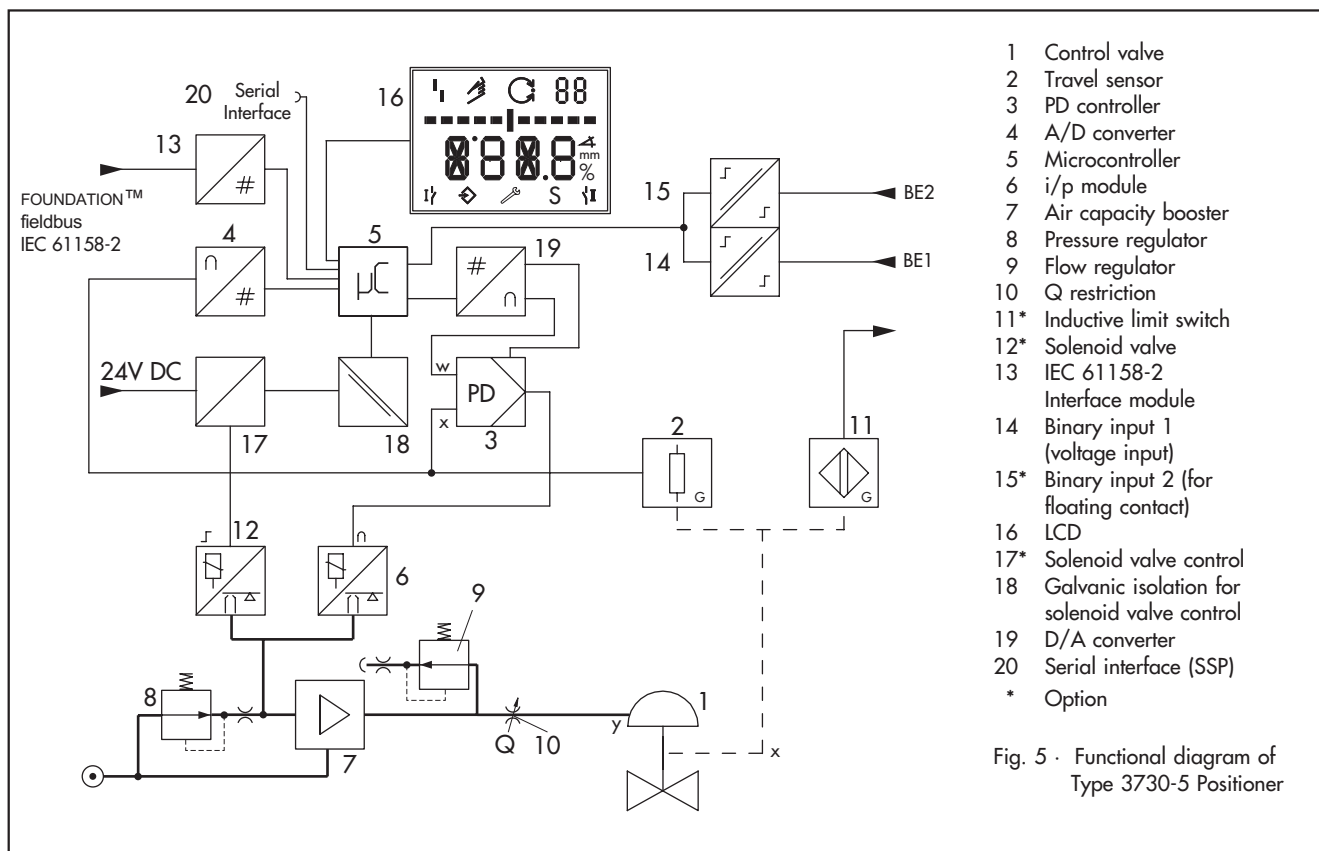 20 Serial
Interface
16
88
8.8 8.8
mm
%
S
13
#
FOUNDATION™
fieldbus
IEC 61158-2
4
#
5
µC
19
#
15
BE2
14
BE1
24V DC
17
18
w
PD
x
3
2
G
11
G
12
6
9
8
7
Q
10
y
1
x
1 Control valve
2 Travel sensor
3 PD controller
4 A/D converter
5 Microcontroller
6 i/p module
7 Air capacity booster
8 Pressure regulator
9 Flow regulator
10 Q restriction
11* Inductive limit switch
12* Solenoid valve
13 IEC 61158-2
Interface module
14 Binary input 1
(voltage input)
15* Binary input 2 (for
floating contact)
16 LCD
17* Solenoid valve control
18 Galvanic isolation for
solenoid valve control
19 D/A converter
20 Serial interface (SSP)
* Option
Fig. 5 · Functional diagram of
Type 3730-5 Positioner